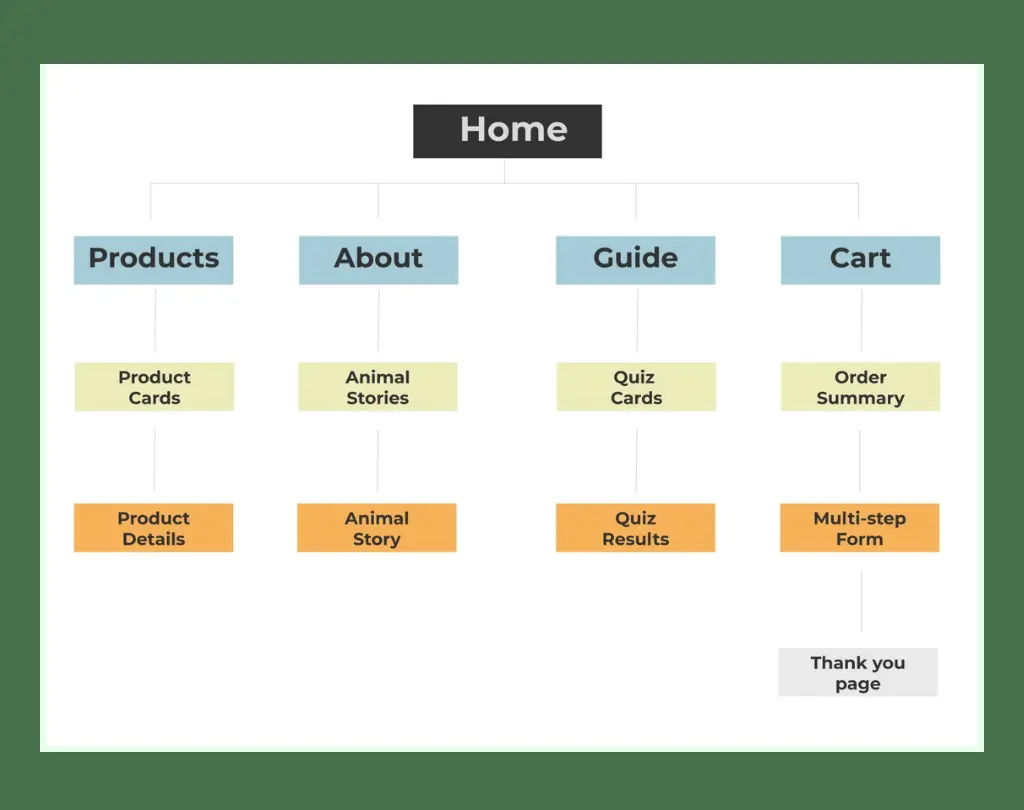 Home
Products
About
Guide
Cart
Product
Cards
Animal
Stories
Quiz
Cards
Order
Summary
Product
Details
Animal
Story
Quiz
Results
Multi-step
Form
Thank you
page